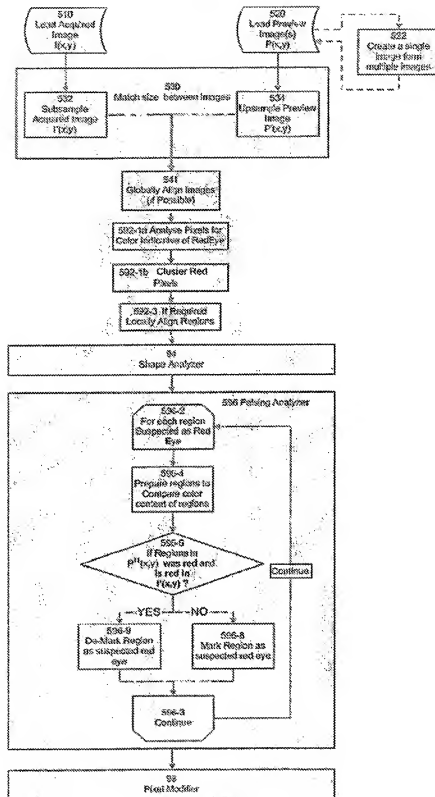 510
Load Acquired
Image
I(x,y)
520
Load Preview
Image(s)
P(x,y)
522
Create a single
image form
multiple images
530
Match size between images
532
Subsample
Acquired Image
I'(x,y)
534
Upsample Preview
Image
P'(x,y)
541
Globally Align Images
(if Possible)
592-1a Analyse Pixels for
Color Indicative of RedEye
592-1b Cluster Red
Pixels
592-3 If Required
Locally Align Regions
94
Shape Analyzer
596 Falsing Analyzer
596-2
For each region
Suspected as Red
Eye
596-4
Prepare regions to
Compare color
content of regions
596-6
If Regions in
P''(x,y) was red and
is red in
I'(x,y) ?
Continue
YES
NO
596-9
De-Mark Region
as suspected red
eye
596-8
Mark Region as
suspected red eye
596-3
Continue
98
Pixel Modifier